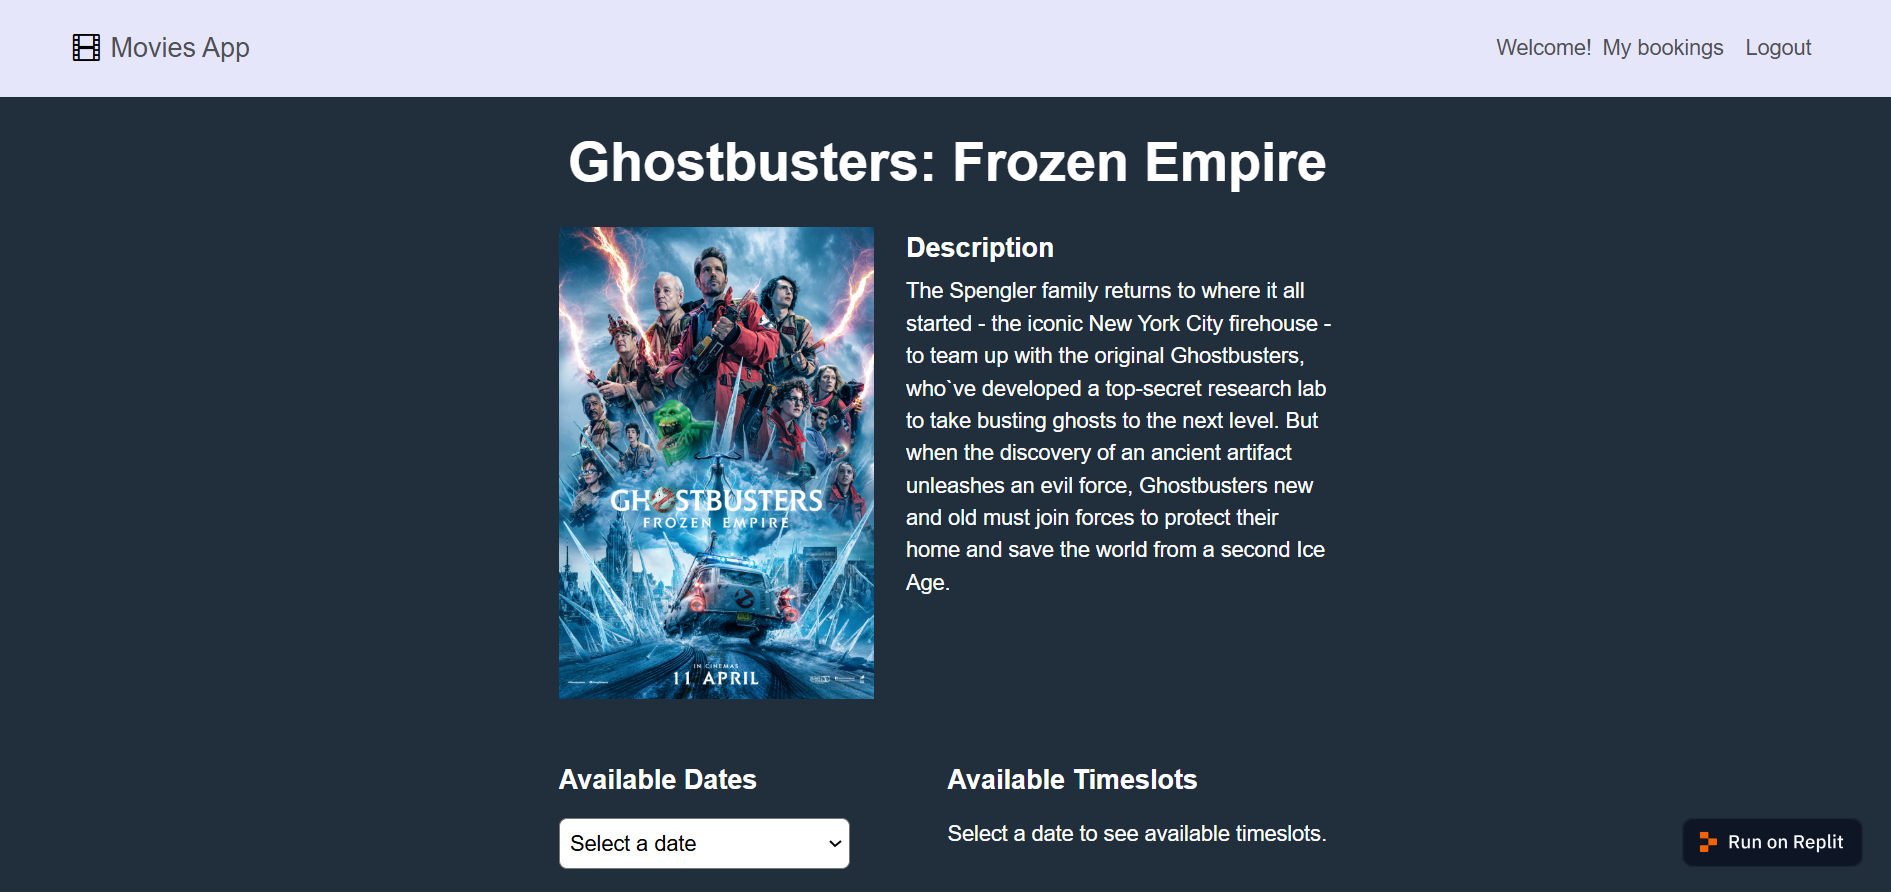 Movies App
Welcome! My bookings Logout
Ghostbusters: Frozen Empire
GHOSTBUSTERS
FROZEN EMPIRE
IN CINEMAS
11 APRIL
Description
The Spengler family returns to where it all
started - the iconic New York City firehouse -
to team up with the original Ghostbusters,
who`ve developed a top-secret research lab
to take busting ghosts to the next level. But
when the discovery of an ancient artifact
unleashes an evil force, Ghostbusters new
and old must join forces to protect their
home and save the world from a second Ice
Age.
Available Dates
Select a date
Available Timeslots
Select a date to see available timeslots.
Run on Replit